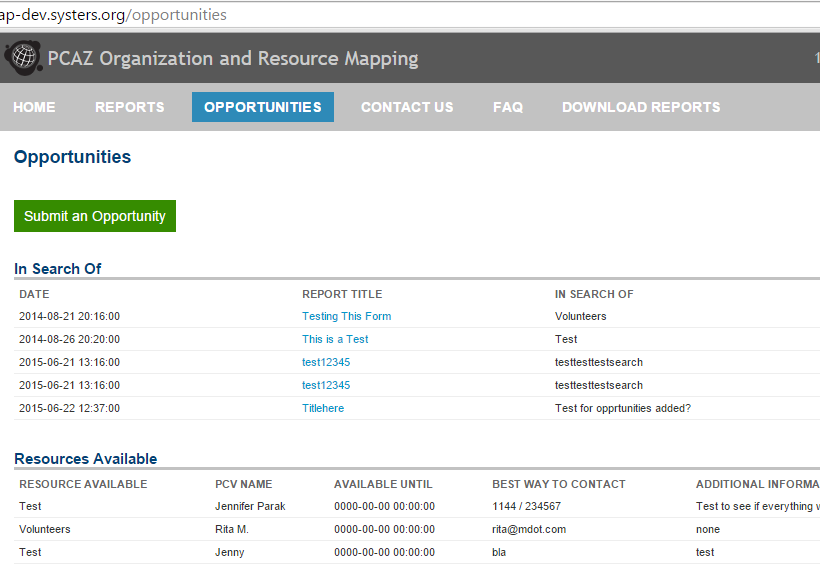 ap-dev.systers.org/opportunities
PCAZ Organization and Resource Mapping
HOME REPORTS OPPORTUNITIES CONTACT US FAQ DOWNLOAD REPORTS
Opportunities
Submit an Opportunity
In Search Of
DATE REPORT TITLE IN SEARCH OF
2014-08-21 20:16:00 Testing This Form Volunteers
2014-08-26 20:20:00 This is a Test Test
2015-06-21 13:16:00 test12345 testtesttestsearch
2015-06-21 13:16:00 test12345 testtesttestsearch
2015-06-22 12:37:00 Titlehere Test for opprtunities added?
Resources Available
RESOURCE AVAILABLE PCV NAME AVAILABLE UNTIL BEST WAY TO CONTACT ADDITIONAL INFORMA
Test Jennifer Parak 0000-00-00 00:00:00 1144 / 234567 Test to see if everything
Volunteers Rita M. 0000-00-00 00:00:00 rita@mdot.com none
Test Jenny 0000-00-00 00:00:00 bla test